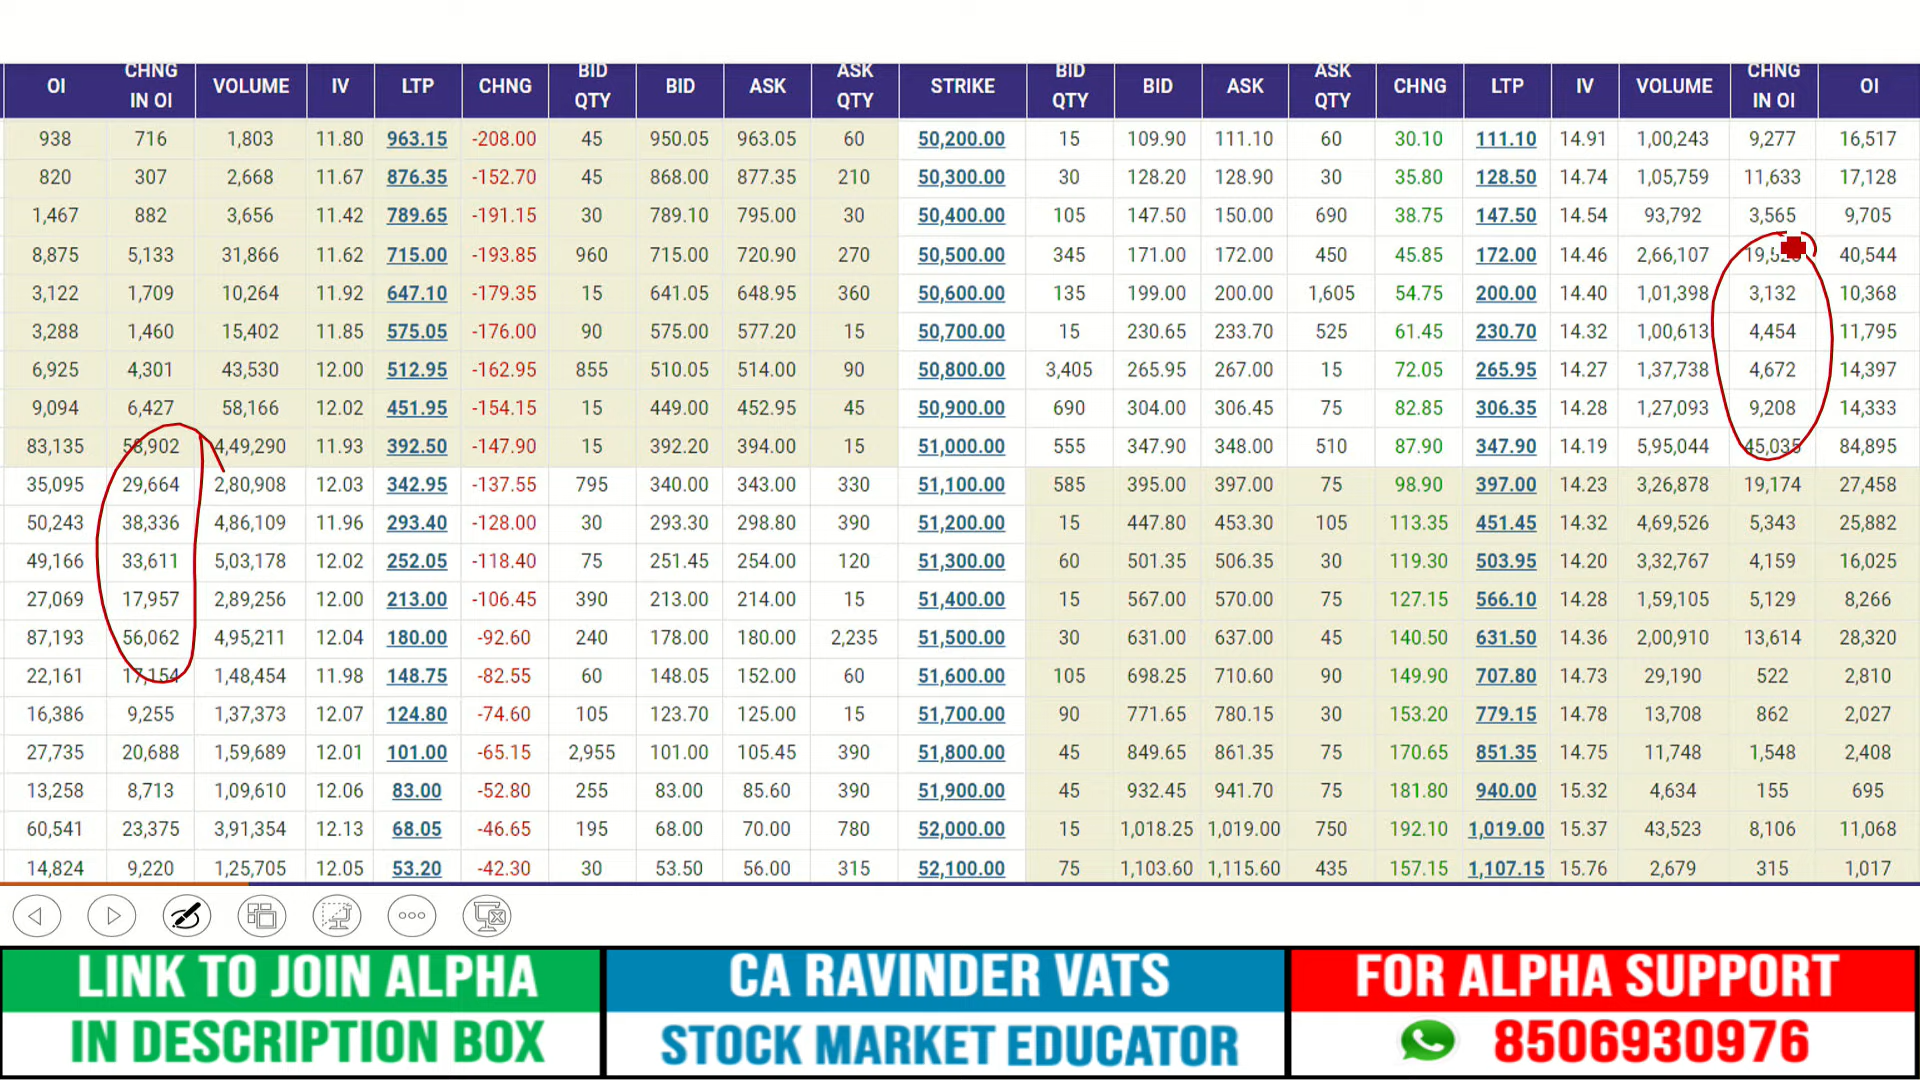 OI CHNG IN OI VOLUME IV LTP CHNG BID QTY BID ASK ASK QTY STRIKE BID QTY BID ASK ASK QTY CHNG LTP IV VOLUME CHNG IN OI OI
938 716 1,803 11.80 963.15 -208.00 45 950.05 963.05 60 50,200.00 15 109.90 111.10 60 30.10 111.10 14.91 1,00,243 9,277 16,517
820 307 2,668 11.67 876.35 -152.70 45 868.00 877.35 210 50,300.00 30 128.20 128.90 30 35.80 128.50 14.74 1,05,759 11,633 17,128
1,467 882 3,656 11.42 789.65 -191.15 30 789.10 795.00 30 50,400.00 105 147.50 150.00 690 38.75 147.50 14.54 93,792 3,565 9,705
8,875 5,133 31,866 11.62 715.00 -193.85 960 715.00 720.90 270 50,500.00 345 171.00 172.00 450 45.85 172.00 14.46 2,66,107 40,544
3,122 1,709 10,264 11.92 647.10 -179.35 15 641.05 648.95 360 50,600.00 135 199.00 200.00 1,605 54.75 200.00 14.40 1,01,398 3,132 10,368
3,288 1,460 15,402 11.85 575.05 -176.00 90 575.00 577.20 15 50,700.00 15 230.65 233.70 525 61.45 230.70 14.32 1,00,613 4,454 11,795
6,925 4,301 43,530 12.00 512.95 -162.95 855 510.05 514.00 90 50,800.00 3,405 265.95 267.00 15 72.05 265.95 14.27 1,37,738 4,672 14,397
9,094 6,427 58,166 12.02 451.95 -154.15 15 449.00 452.95 45 50,900.00 690 304.00 306.45 75 82.85 306.35 14.28 1,27,093 9,208 14,333
83,135 58,902 4,49,290 11.93 392.50 -147.90 15 392.20 394.00 15 51,000.00 555 347.90 348.00 510 87.90 347.90 14.19 5,95,044 45,035 84,895
35,095 29,664 2,80,908 12.03 342.95 -137.55 795 340.00 343.00 330 51,100.00 585 395.00 397.00 75 98.90 397.00 14.23 3,26,878 19,174 27,458
50,243 38,336 4,86,109 11.96 293.40 -128.00 30 293.30 298.80 390 51,200.00 15 447.80 453.30 105 113.35 451.45 14.32 4,69,526 5,343 25,882
49,166 33,611 5,03,178 12.02 252.05 -118.40 75 251.45 254.00 120 51,300.00 60 501.35 506.35 30 119.30 503.95 14.20 3,32,767 4,159 16,025
27,069 17,957 2,89,256 12.00 213.00 -106.45 390 213.00 214.00 15 51,400.00 15 567.00 570.00 75 127.15 566.10 14.28 1,59,105 5,129 8,266
87,193 56,062 4,95,211 12.04 180.00 -92.60 240 178.00 180.00 2,235 51,500.00 30 631.00 637.00 45 140.50 631.50 14.36 2,00,910 13,614 28,320
22,161 17,154 1,48,454 11.98 148.75 -82.55 60 148.05 152.00 60 51,600.00 105 698.25 710.60 90 149.90 707.80 14.73 29,190 522 2,810
16,386 9,255 1,37,373 12.07 124.80 -74.60 105 123.70 125.00 15 51,700.00 90 771.65 780.15 30 153.20 779.15 14.78 13,708 862 2,027
27,735 20,688 1,59,689 12.01 101.00 -65.15 2,955 101.00 105.45 390 51,800.00 45 849.65 861.35 75 170.65 851.35 14.75 11,748 1,548 2,408
13,258 8,713 1,09,610 12.06 83.00 -52.80 255 83.00 85.60 390 51,900.00 45 932.45 941.70 75 181.80 940.00 15.32 4,634 155 695
60,541 23,375 3,91,354 12.13 68.05 -46.65 195 68.00 70.00 780 52,000.00 15 1,018.25 1,019.00 750 192.10 1,019.00 15.37 43,523 8,106 11,068
14,824 9,220 1,25,705 12.05 53.20 -42.30 30 53.50 56.00 315 52,100.00 75 1,103.60 1,115.60 435 157.15 1,107.15 15.76 2,679 315 1,017
LINK TO JOIN ALPHA
IN DESCRIPTION BOX
CA RAVINDER VATS
STOCK MARKET EDUCATOR
FOR ALPHA SUPPORT
8506930976